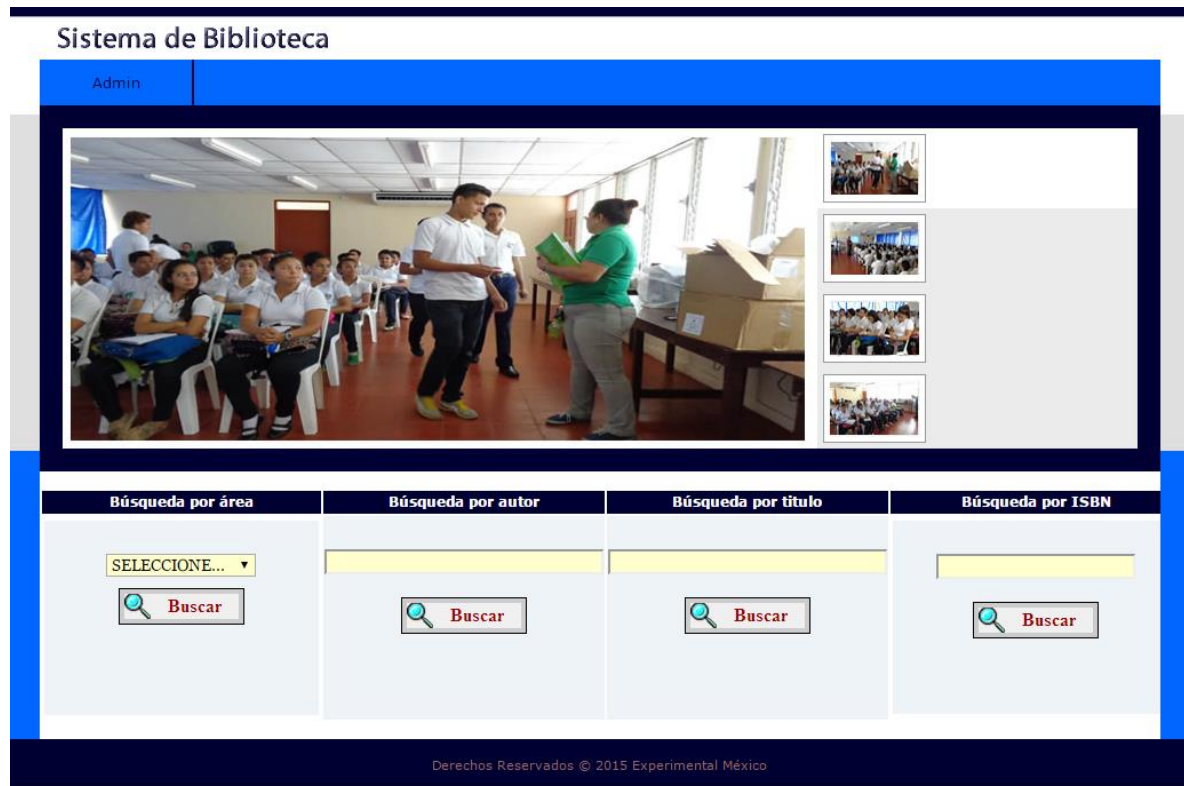 Sistema de Biblioteca
Admin
Búsqueda por área
Búsqueda por autor
Búsqueda por titulo
Búsqueda por ISBN
SELECCIONE...
Buscar
Buscar
Buscar
Buscar
Derechos Reservados © 2015 Experimental México